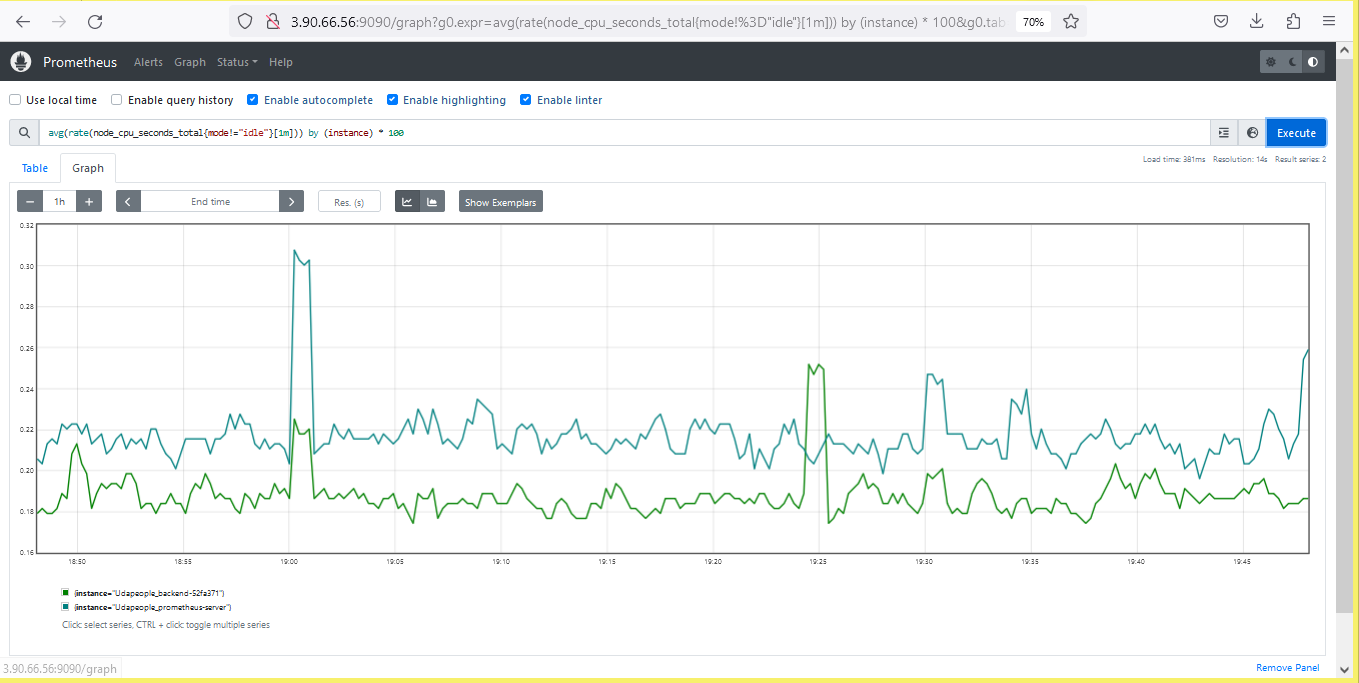 3.90.66.56:9090/graph?g0.expr=avg(rate(node_cpu_seconds_total{mode!%3D"idle"}[1m])) by (instance) * 100&g0.tab
70%
Prometheus Alerts Graph Status Help
Use local time Enable query history Enable autocomplete Enable highlighting Enable linter
avg(rate(node_cpu_seconds_total{mode!="idle"}[1m])) by (instance) * 100
Execute
Table Graph
Load time: 381ms Resolution: 14s Result series: 2
− 1h + End time Res. (s) Show Exemplars
0.32
0.30
0.28
0.26
0.24
0.22
0.20
0.18
0.16
18:50 18:55 19:00 19:05 19:10 19:15 19:20 19:25 19:30 19:35 19:40 19:45
{instance="Udapeople_backend-52fa371"}
{instance="Udapeople_prometheus-server"}
Click: select series, CTRL + click: toggle multiple series
Remove Panel
3.90.66.56:9090/graph